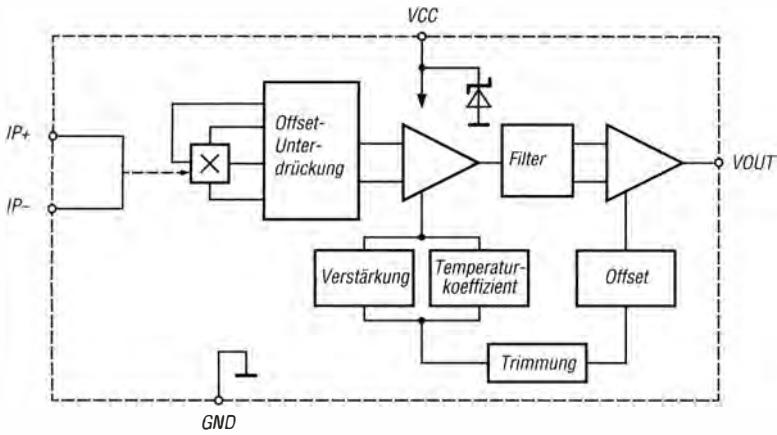 VCC
IP+
IP–
Offset-
Unter-
drückung
Filter
VOUT
Verstärkung
Temperatur-
koeffizient
Offset
Trimmung
GND